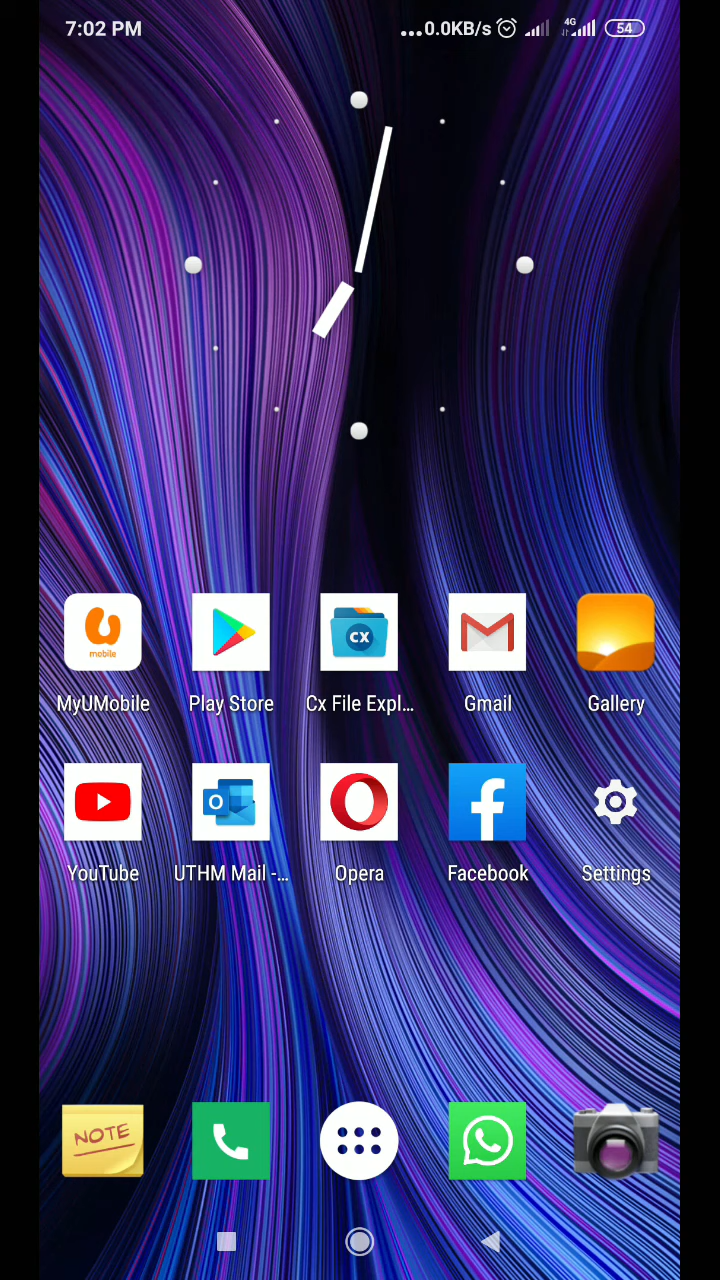 7:02 PM ...0.0KB/s 4G 54
mobile
cx
MyUMobile Play Store Cx File Expl... Gmail Gallery
O
YouTube UTHM Mail -... Opera Facebook Settings
NOTE